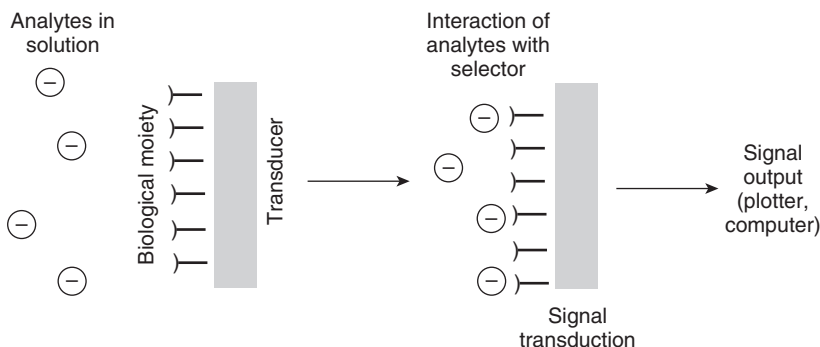 Analytes in
solution
Biological moiety
Transducer
Interaction of
analytes with
selector
Signal
transduction
Signal
output
(plotter,
computer)